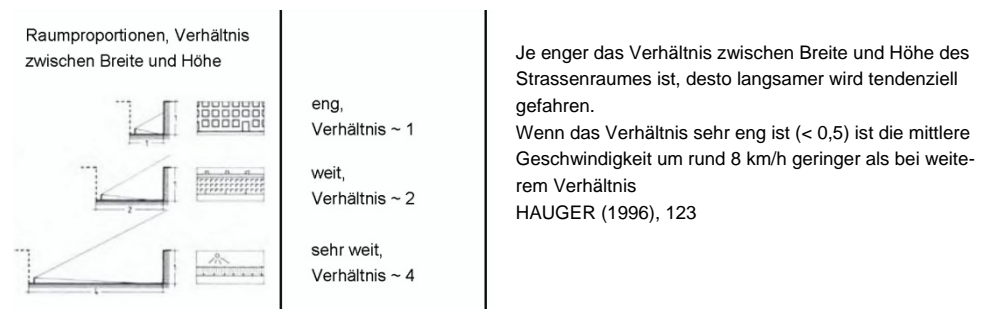 Raumproportionen, Verhältnis
zwischen Breite und Höhe
eng,
Verhältnis ~ 1
weit,
Verhältnis ~ 2
sehr weit,
Verhältnis ~ 4
Je enger das Verhältnis zwischen Breite und Höhe des
Strassenraumes ist, desto langsamer wird tendenziell
gefahren.
Wenn das Verhältnis sehr eng ist (< 0,5) ist die mittlere
Geschwindigkeit um rund 8 km/h geringer als bei weite-
rem Verhältnis
HAUGER (1996), 123